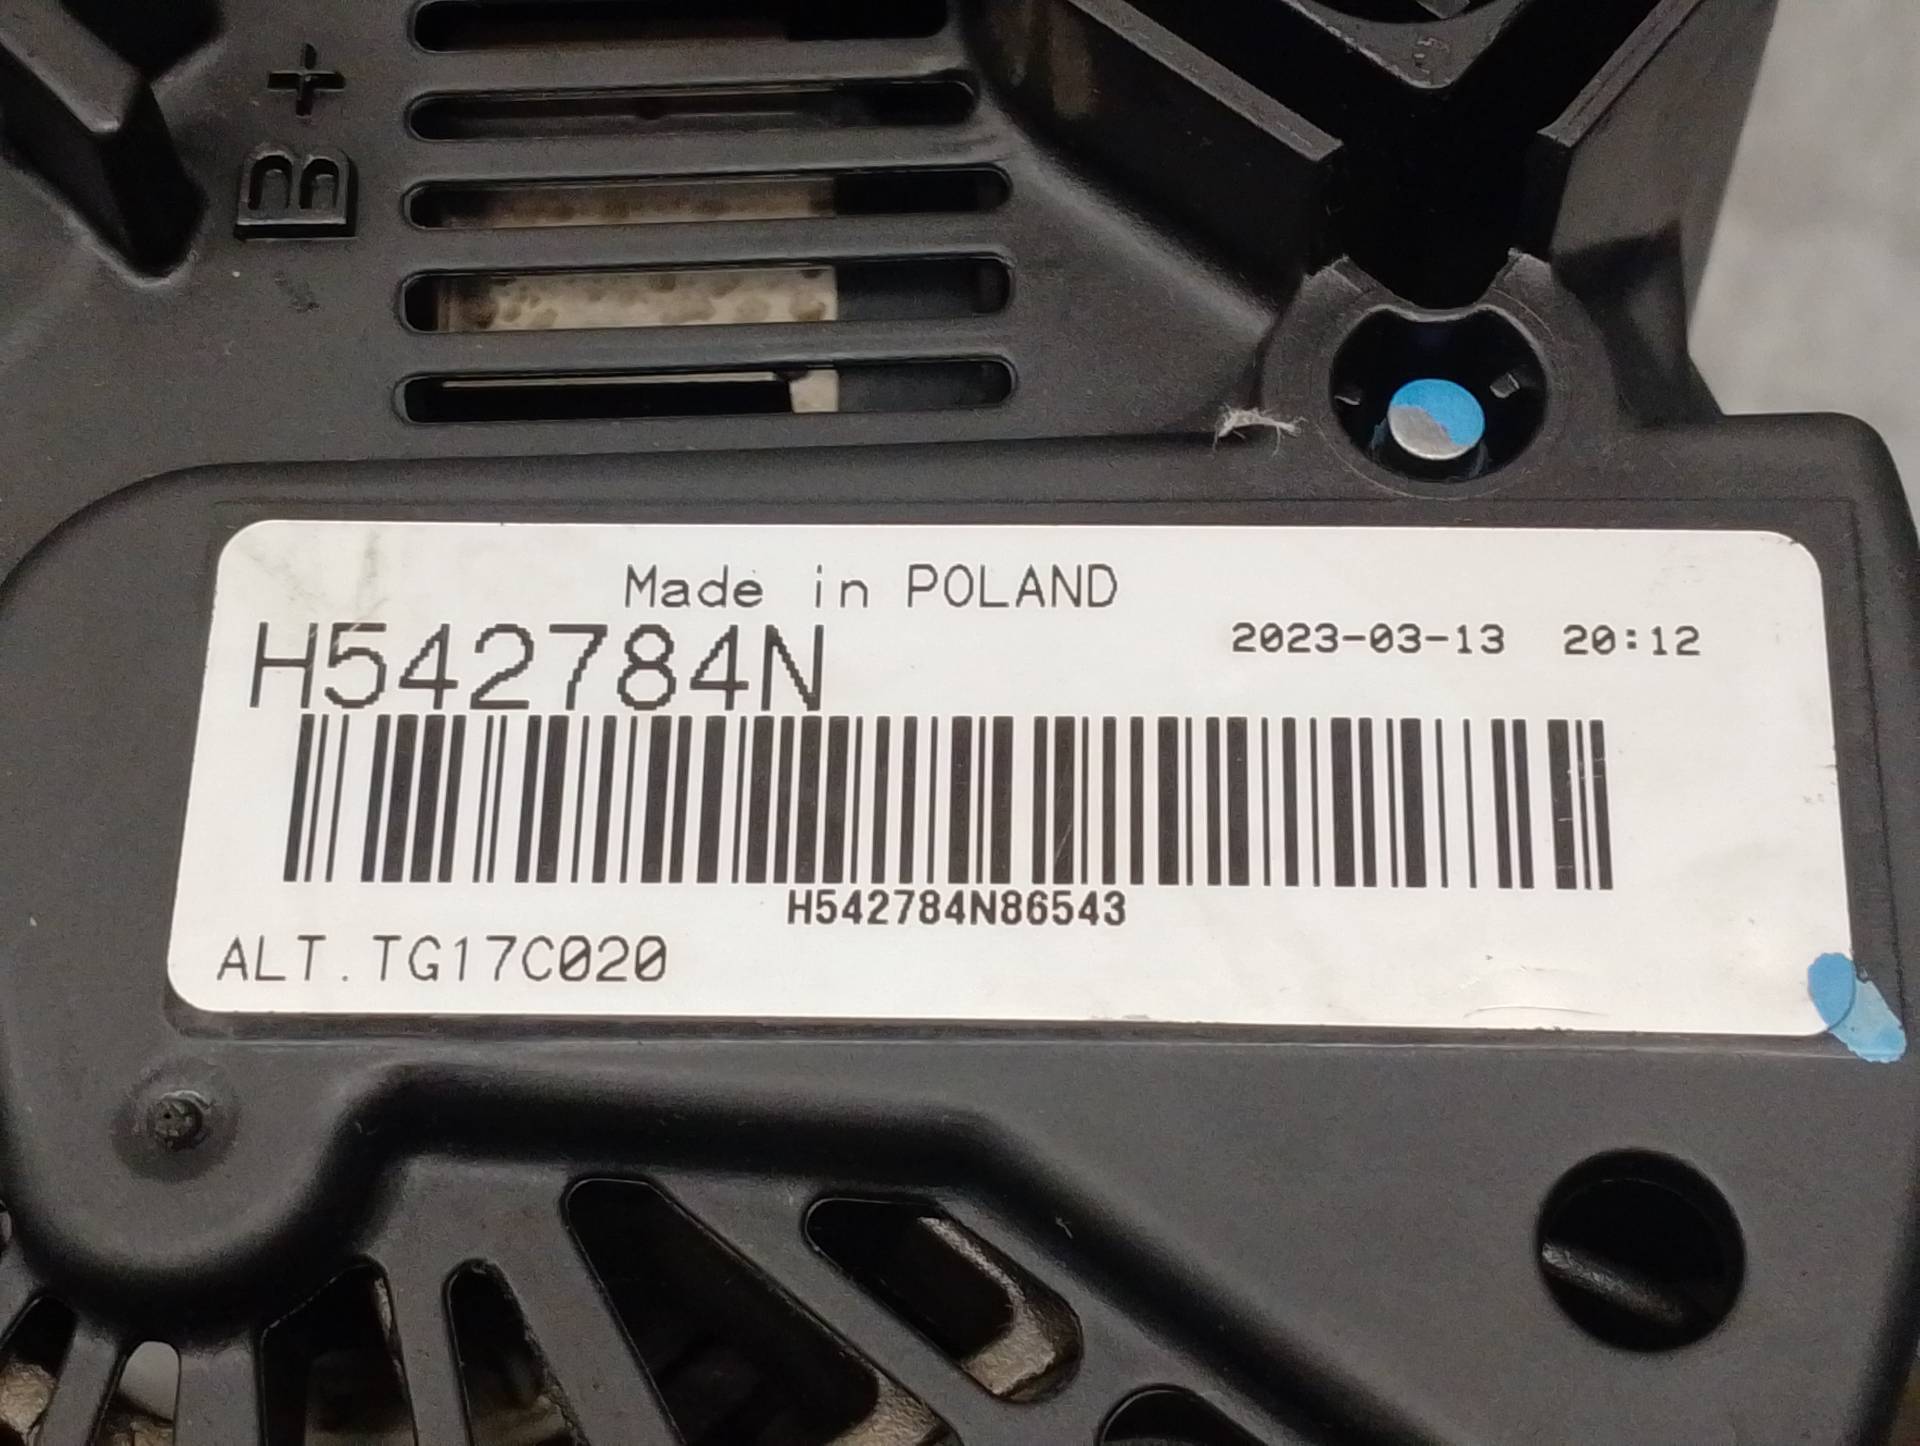 B+
Made in POLAND
H542784N
2023-03-13 20:12
H542784N86543
ALT.TG17C020